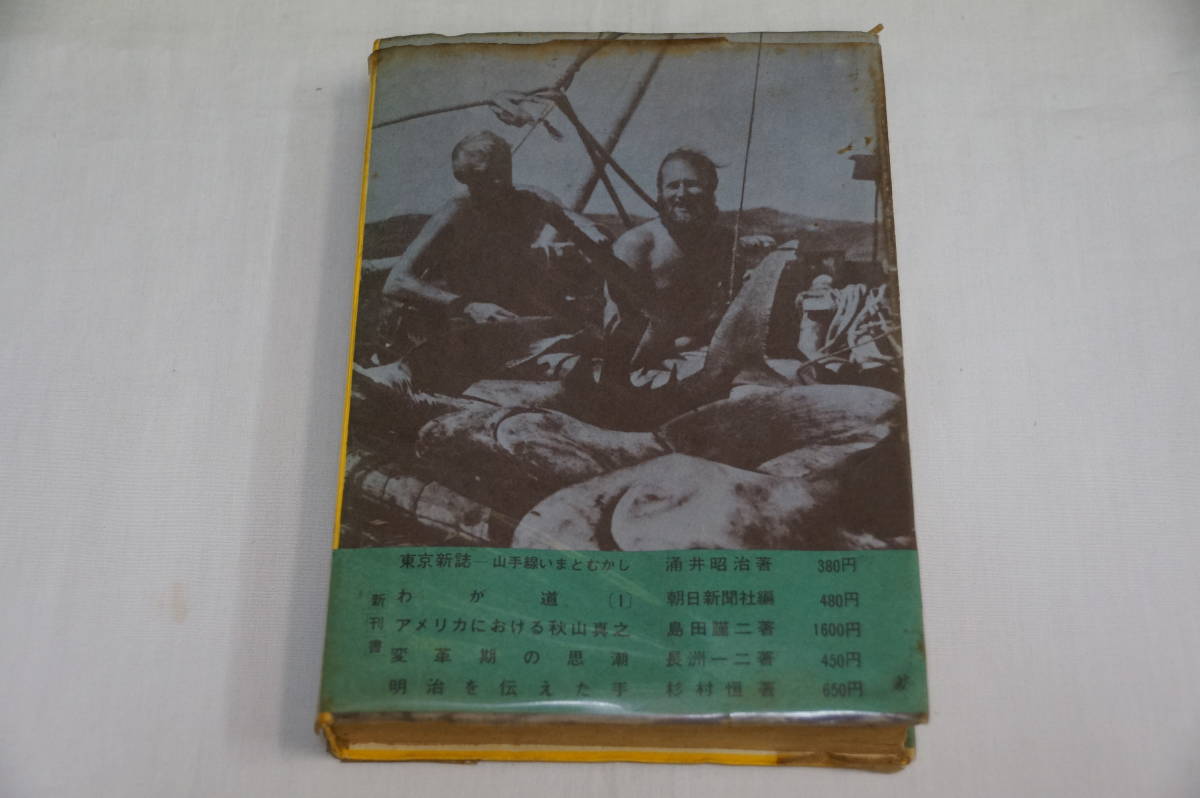 新刊書
東京新誌—山手線いまとむかし 涌井昭治著 380円
わが道〔1〕 朝日新聞社編 480円
アメリカにおける秋山真之 島田謹二著 1600円
変革期の思潮 長洲一二著 450円
明治を伝えた手 杉村恒著 650円